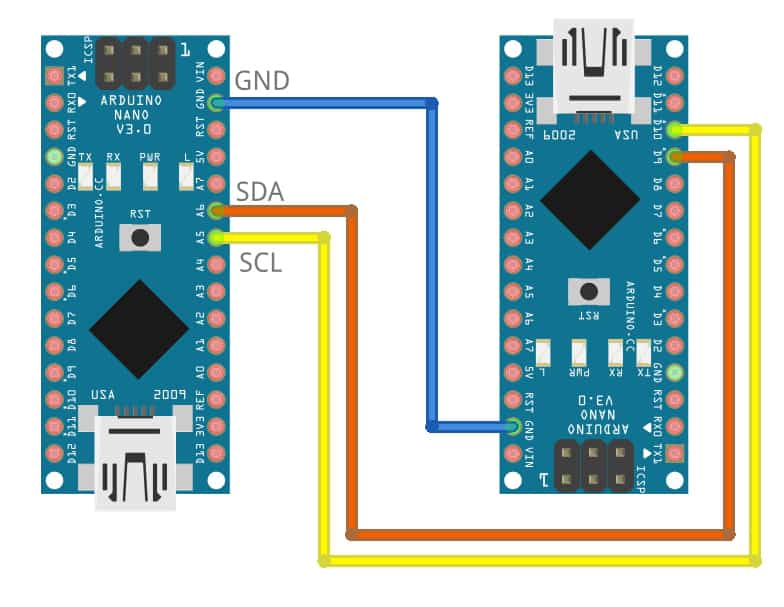 ICSP
1
TX1
RX0
RST
GND
D2
D3
D4
D5
D6
D7
D8
D9
D10
D11
D12
ARDUINO
NANO
V3.0
TX RX PWR L
ARDUINO.CC
RST
USA 2009
VIN
GND
RST
5V
A7
A6
A5
A4
A3
A2
A1
A0
REF
3V3
D13
GND
SDA
SCL
D13
3V3
REF
A0
A1
A2
A3
A4
A5
A6
A7
5V
RST
GND
VIN
2009 USA
RST
ARDUINO.CC
L PWR RX TX
ARDUINO
NANO
V3.0
1
ICSP
D12
D11
D10
D9
D8
D7
D6
D5
D4
D3
D2
GND
RST
RX0
TX1